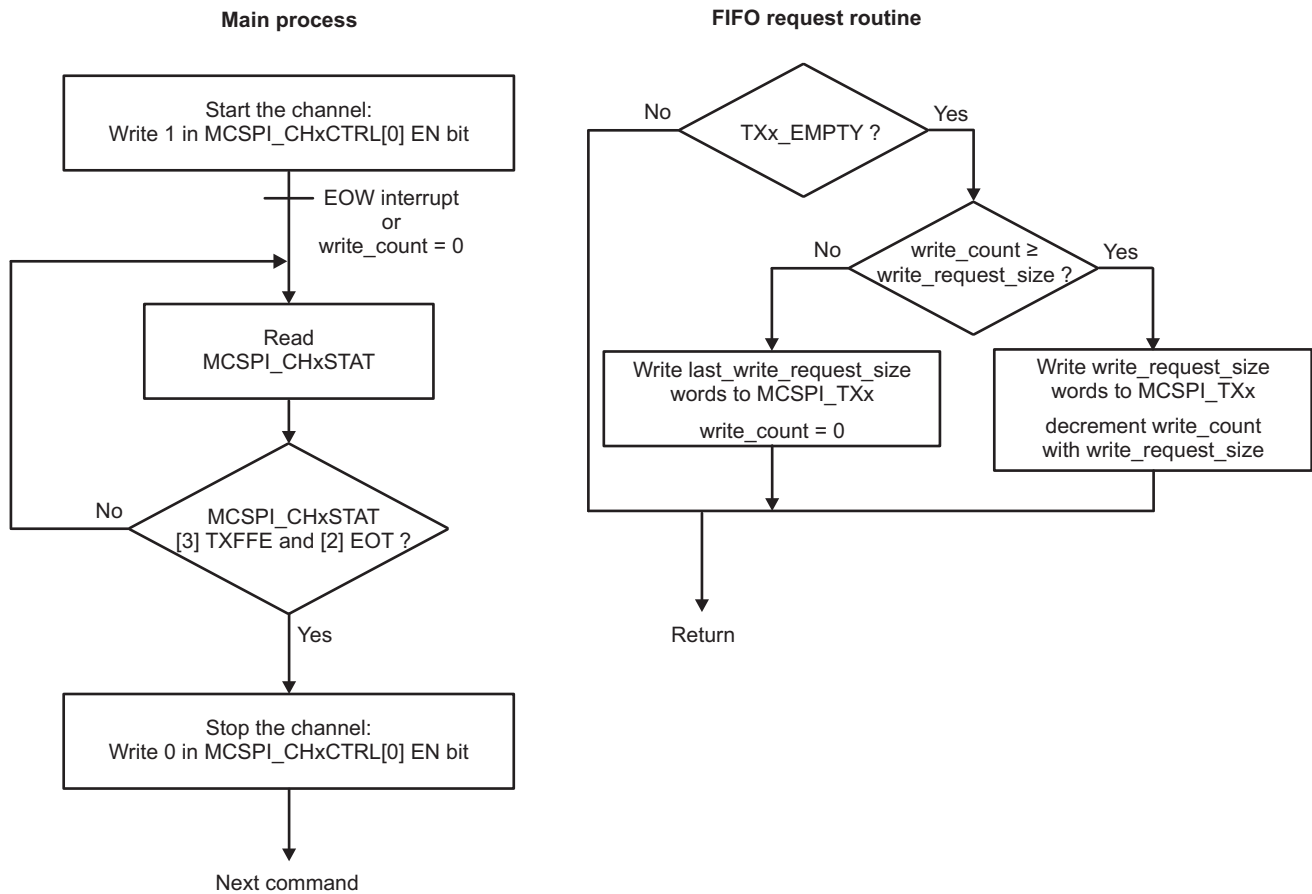 Main process
Start the channel:
Write 1 in MCSPI_CHxCTRL[0] EN bit
EOW interrupt
or
write_count = 0
Read
MCSPI_CHxSTAT
No
MCSPI_CHxSTAT
[3] TXFFE and [2] EOT ?
Yes
Stop the channel:
Write 0 in MCSPI_CHxCTRL[0] EN bit
Next command
FIFO request routine
No
Yes
TXx_EMPTY ?
No
Yes
write_count ≥
write_request_size ?
Write last_write_request_size
words to MCSPI_TXx
write_count = 0
Write write_request_size
words to MCSPI_TXx
decrement write_count
with write_request_size
Return